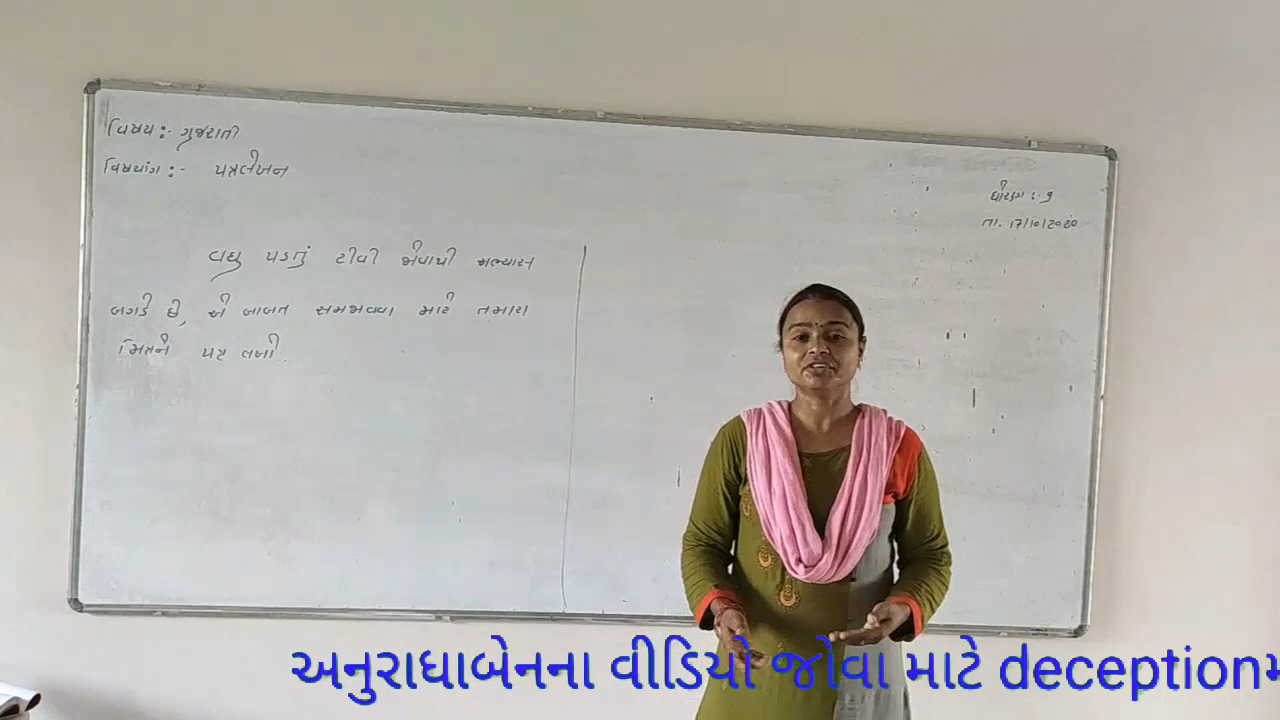 વિષય:- ગુજરાતી
વિષયાંગ:- પત્રલેખન
ધોરણ : ૭
તા. 17/10/2020
વધુ પડતું ટીવી જોવાથી અભ્યાસ
બગડે છે, એ બાબત સમજાવવા માટે તમારા
મિત્રને પત્ર લખો.
અનુરાધાબેનના વીડિયો જોવા માટે deceptionમ